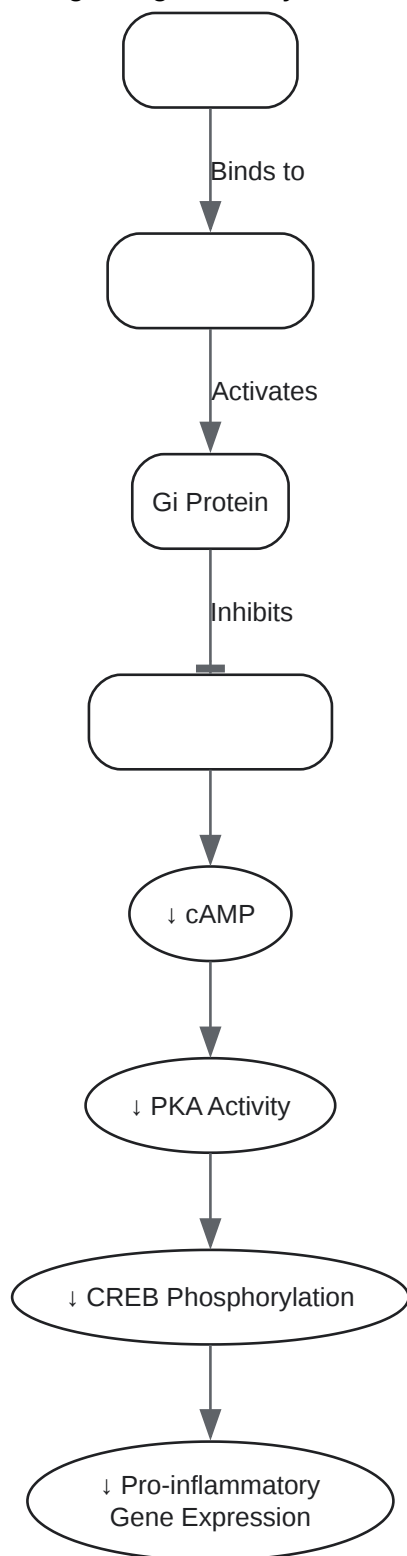 Binds to
Activates
Gi Protein
Inhibits
↓ cAMP
↓ PKA Activity
↓ CREB Phosphorylation
↓ Pro-inflammatory
Gene Expression